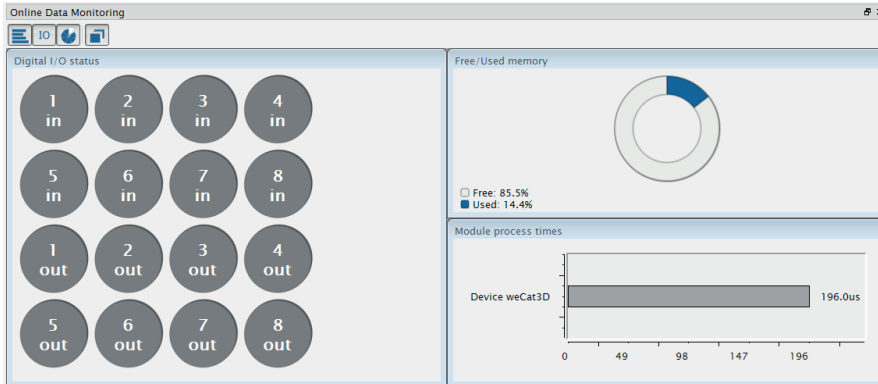 Online Data Monitoring
IO
Digital I/O status
1 in
2 in
3 in
4 in
5 in
6 in
7 in
8 in
1 out
2 out
3 out
4 out
5 out
6 out
7 out
8 out
Free/Used memory
Free: 85.5%
Used: 14.4%
Module process times
Device weCat3D
196.0us
0 49 98 147 196